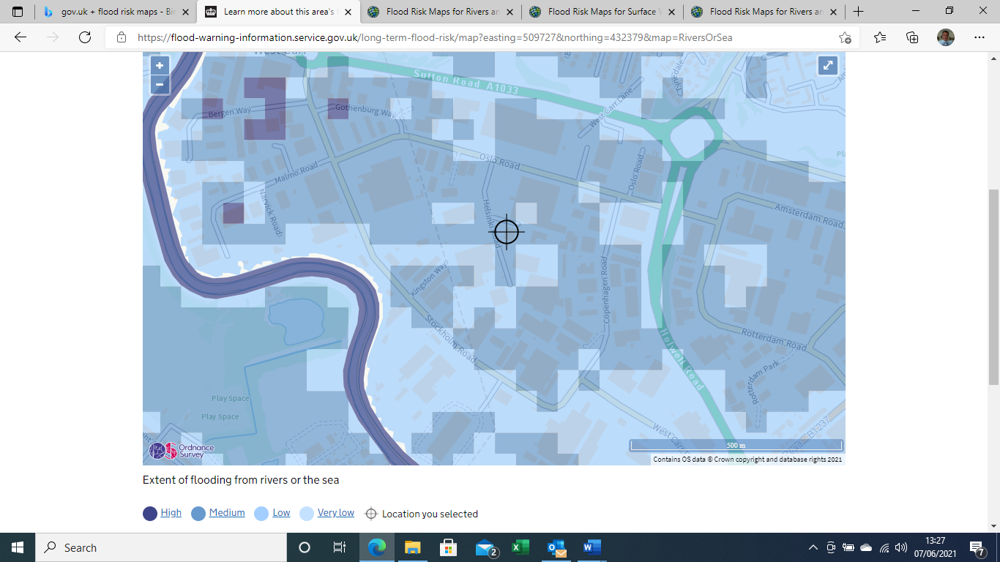 gov.uk + flood risk maps - Bi
Learn more about this area's f
Flood Risk Maps for Rivers an
Flood Risk Maps for Surface
Flood Risk Maps for Rivers an
https://flood-warning-information.service.gov.uk/long-term-flood-risk/map?easting=509727&northing=432379&map=RiversOrSea
West Carr
+
−
Sutton Road A1033
West Carr Lane
Bergen Way
Gothenburg Way
Oslo Road
Oslo Road
Malmo Road
Narvick Road
Helsinki Road
Amsterdam Road
Kingston Way
Copenhagen Road
Stockholm Road
Holwell Road
Rotterdam Road
Rotterdam Park
Play Space
Play Space
West Carr
B1237
Ordnance
Survey
500 m
Contains OS data © Crown copyright and database rights 2021
Extent of flooding from rivers or the sea
High Medium Low Very low Location you selected
Search
2
13:27
07/06/2021
7